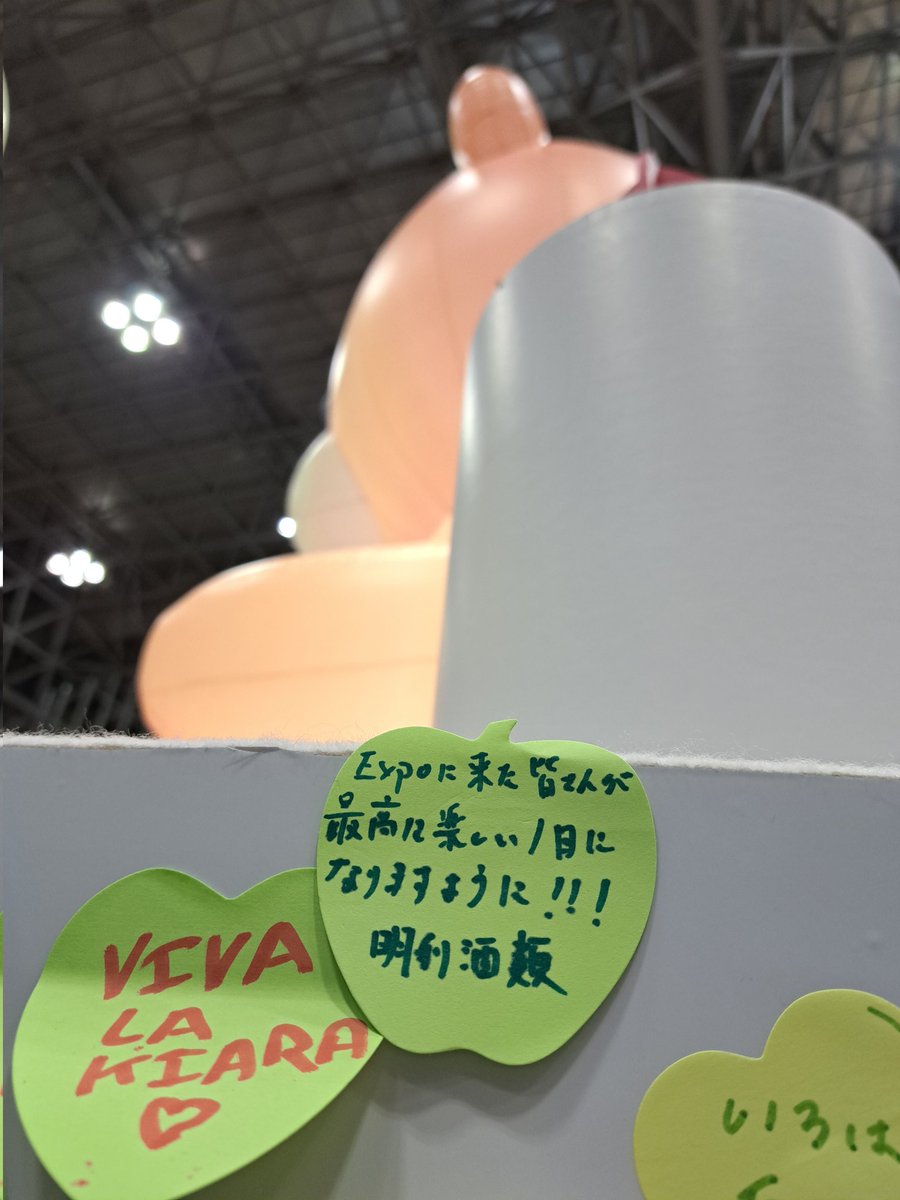 Expoに来た皆さんが
最高に楽しい1日に
なりますように!!!
明利酒類
VIVA
LA
KIARA
いろは